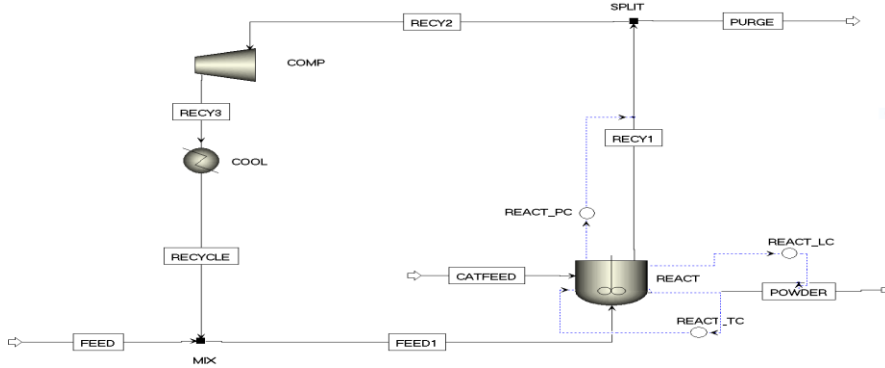 SPLIT
RECY2
PURGE
COMP
RECY3
RECY1
COOL
REACT_PC
REACT_LC
RECYCLE
CATFEED
REACT
POWDER
REACT_TC
FEED
FEED1
MIX